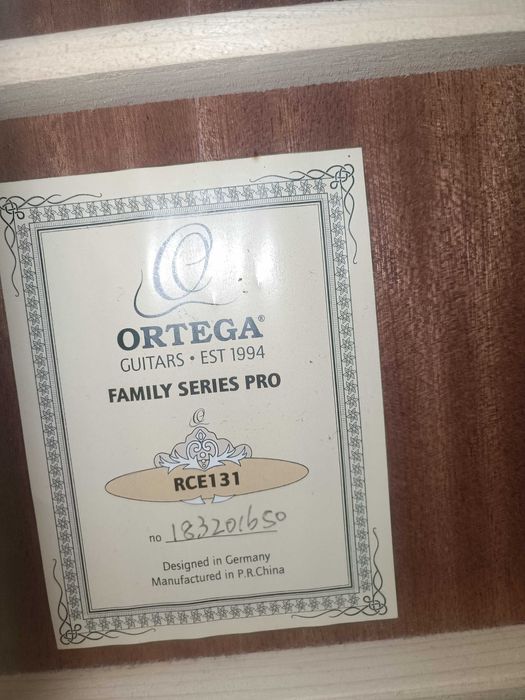 ORTEGA®
GUITARS • EST 1994
FAMILY SERIES PRO
RCE131
no 183201650
Designed in Germany
Manufactured in P.R.China